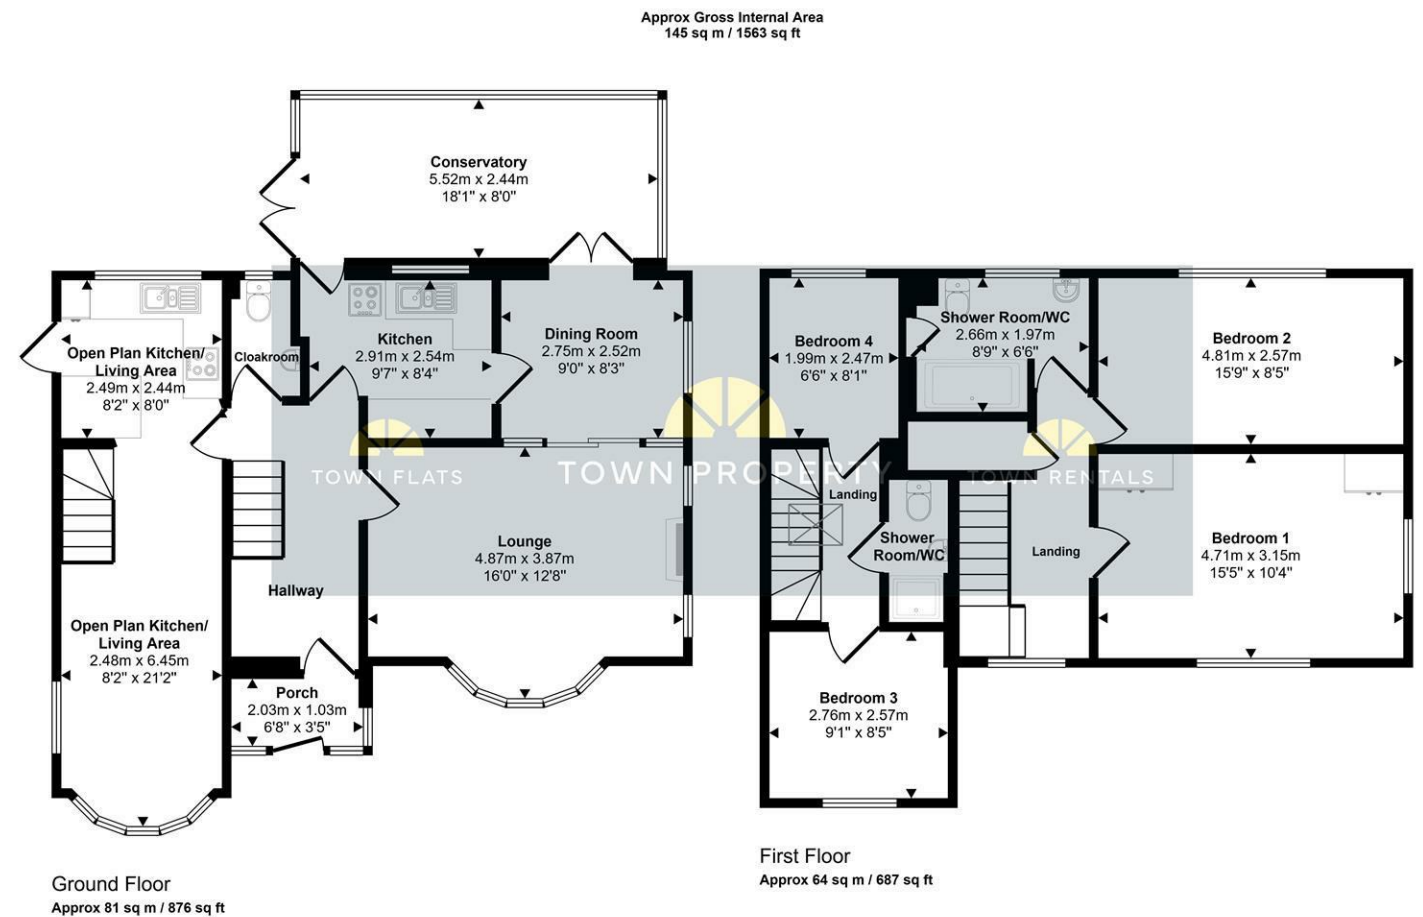 Approx Gross Internal Area
145 sq m / 1563 sq ft
Conservatory
5.52m x 2.44m
18'1" x 8'0"
Open Plan Kitchen/
Living Area
2.49m x 2.44m
8'2" x 8'0"
Cloakroom
Kitchen
2.91m x 2.54m
9'7" x 8'4"
Dining Room
2.75m x 2.52m
9'0" x 8'3"
Bedroom 4
1.99m x 2.47m
6'6" x 8'1"
Shower Room/WC
2.66m x 1.97m
8'9" x 6'6"
Bedroom 2
4.81m x 2.57m
15'9" x 8'5"
TOWN FLATS
TOWN PROPERTY
TOWN RENTALS
Landing
Lounge
4.87m x 3.87m
16'0" x 12'8"
Shower
Room/WC
Landing
Bedroom 1
4.71m x 3.15m
15'5" x 10'4"
Hallway
Open Plan Kitchen/
Living Area
2.48m x 6.45m
8'2" x 21'2"
Porch
2.03m x 1.03m
6'8" x 3'5"
Bedroom 3
2.76m x 2.57m
9'1" x 8'5"
Ground Floor
Approx 81 sq m / 876 sq ft
First Floor
Approx 64 sq m / 687 sq ft